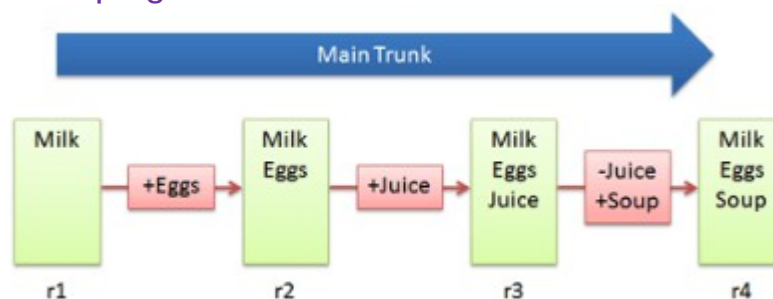 Main Trunk
Milk
+Eggs
Milk
Eggs
+Juice
Milk
Eggs
Juice
-Juice
+Soup
Milk
Eggs
Soup
r1
r2
r3
r4